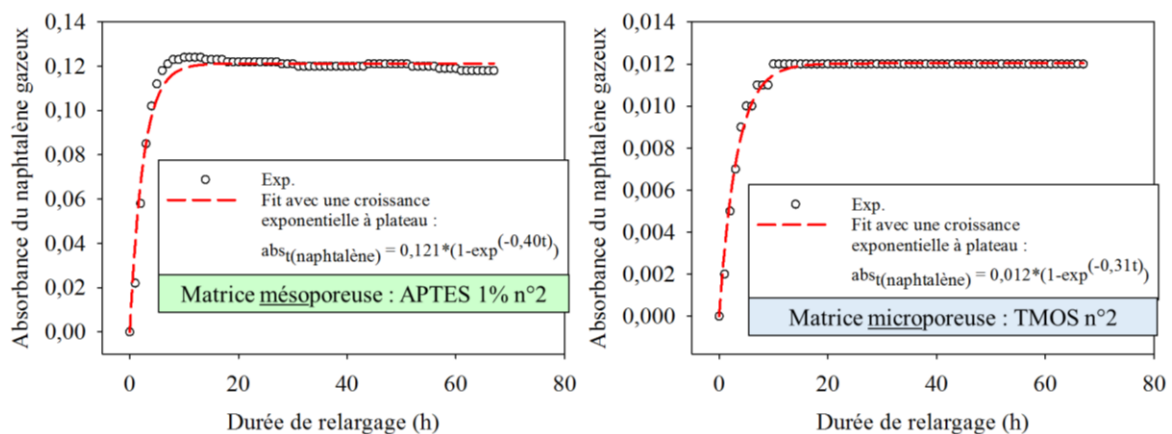 Absorbance du naphtalène gazeux
0,14
0,12
0,10
0,08
0,06
0,04
0,02
0,00
Exp.
Fit avec une croissance
exponentielle à plateau :
abst(naphtalène) = 0,121*(1-exp(-0,40t))
Matrice mésoporeuse : APTES 1% n°2
0
20
40
60
80
Durée de relargage (h)
Absorbance du naphtalène gazeux
0,014
0,012
0,010
0,008
0,006
0,004
0,002
0,000
Exp.
Fit avec une croissance
exponentielle à plateau :
abst(naphtalène) = 0,012*(1-exp(-0,31t))
Matrice microporeuse : TMOS n°2
0
20
40
60
80
Durée de relargage (h)